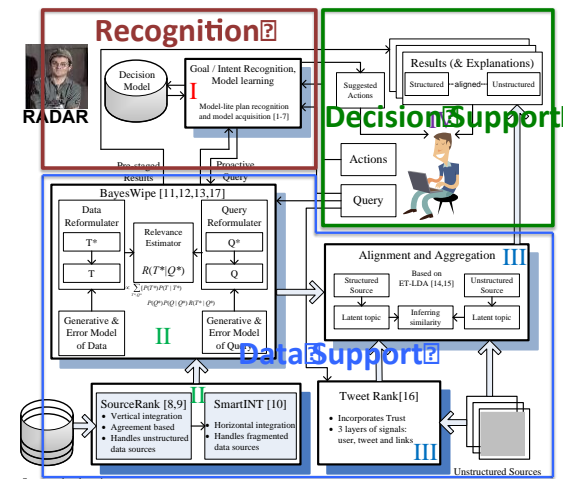 Recognition
RADAR
Decision
Model
Goal / Intent Recognition,
Model learning
I
Model-lite plan recognition
and model acquisition [1-7]
Results (& Explanations)
Structured
aligned
Unstructured
Suggested
Actions
Decision Support
Actions
Query
Pre-staged
Results
Proactive
Query
BayesWipe [11,12,13,17]
Data
Reformulater
T*
T
Relevance
Estimator
R(T*|Q*)
Query
Reformulater
Q*
Q
P(Q*)P(Q|Q*)R(T*|Q*)
Generative &
Error Model
of Data
II
Generative &
Error Model
of Query
Alignment and Aggregation
III
Structured
Source
Based on
ET-LDA [14,15]
Unstructured
Source
Latent topic
Inferring
similarity
Latent topic
Data Support
II
SourceRank [8,9]
• Vertical integration
• Agreement based
• Handles unstructured
data sources
SmartINT [10]
• Horizontal integration
• Handles fragmented
data sources
Tweet Rank[16]
• Incorporates Trust
• 3 layers of signals:
user, tweet and links
III
Unstructured Sources